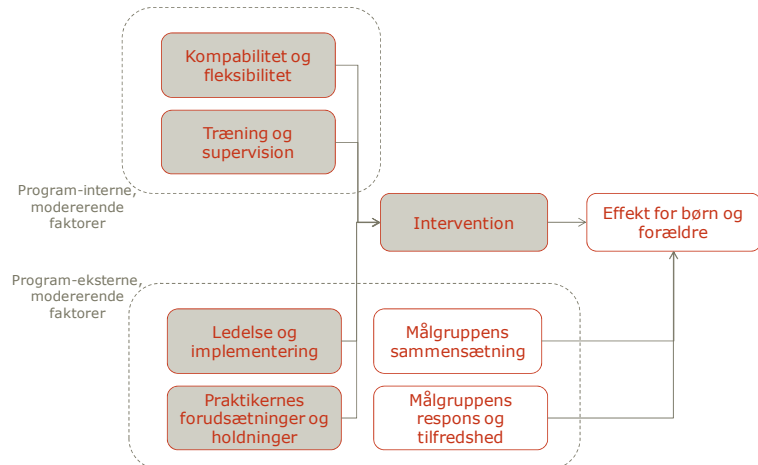 Kompabilitet og
fleksibilitet
Træning og
supervision
Program-interne,
modererende
faktorer
Intervention
Effekt for børn og
forældre
Program-eksterne,
modererende
faktorer
Ledelse og
implementering
Målgruppens
sammensætning
Praktikernes
forudsætninger og
holdninger
Målgruppens
respons og
tilfredshed